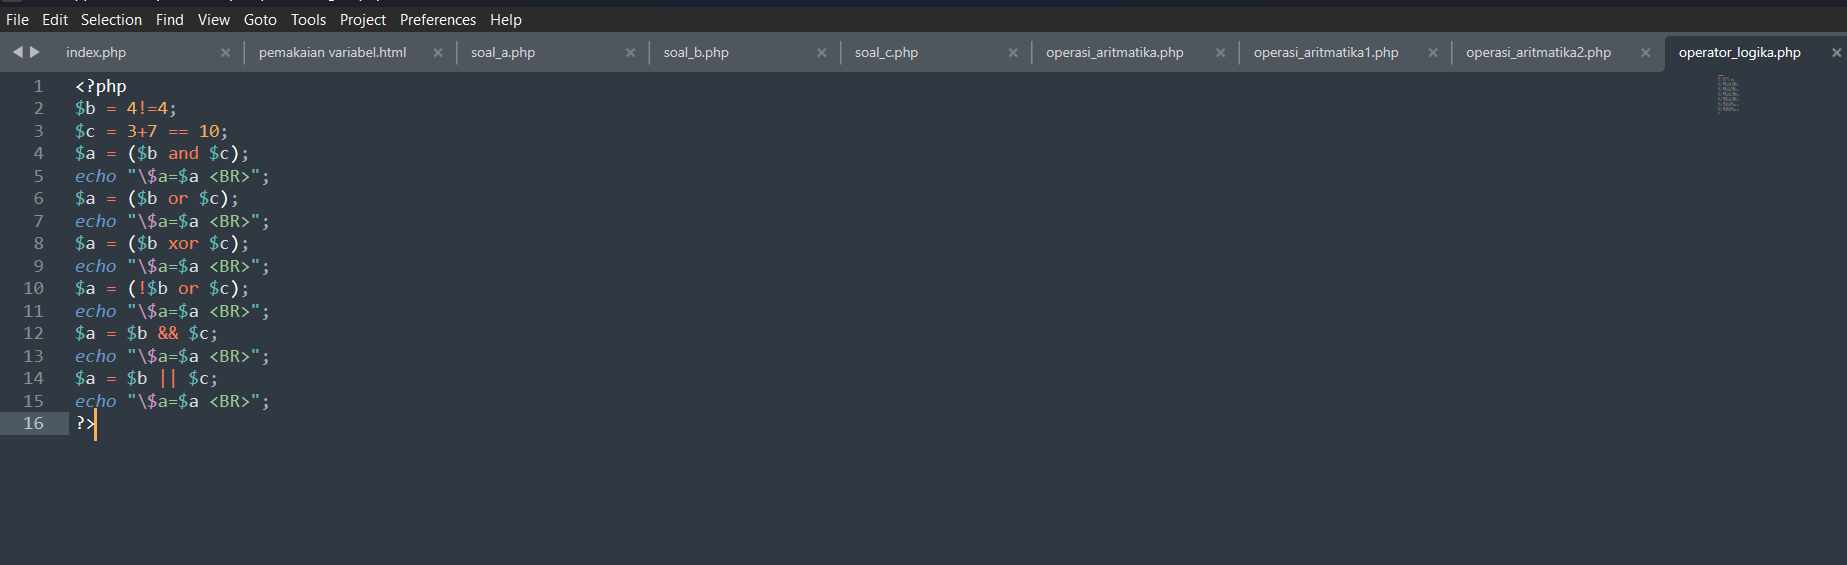 File Edit Selection Find View Goto Tools Project Preferences Help
index.php × pemakaian variabel.html × soal_a.php × soal_b.php × soal_c.php × operasi_aritmatika.php × operasi_aritmatika1.php × operasi_aritmatika2.php × operator_logika.php ×
1 <?php
2 $b = 4!=4;
3 $c = 3+7 == 10;
4 $a = ($b and $c);
5 echo "\$a=$a <BR>";
6 $a = ($b or $c);
7 echo "\$a=$a <BR>";
8 $a = ($b xor $c);
9 echo "\$a=$a <BR>";
10 $a = (!$b or $c);
11 echo "\$a=$a <BR>";
12 $a = $b && $c;
13 echo "\$a=$a <BR>";
14 $a = $b || $c;
15 echo "\$a=$a <BR>";
16 ?>